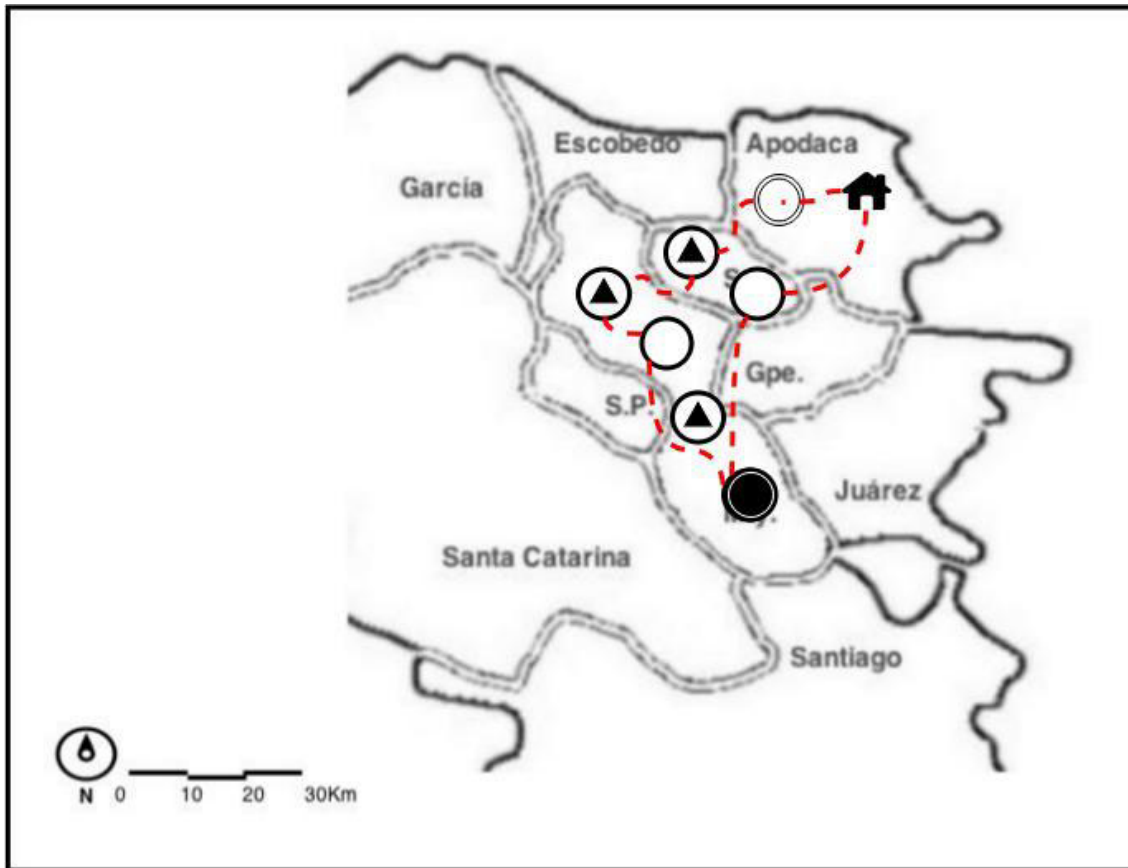 Escobedo
Apodaca
García
S
Gpe.
S.P.
Juárez
Santa Catarina
Santiago
N 0 10 20 30Km